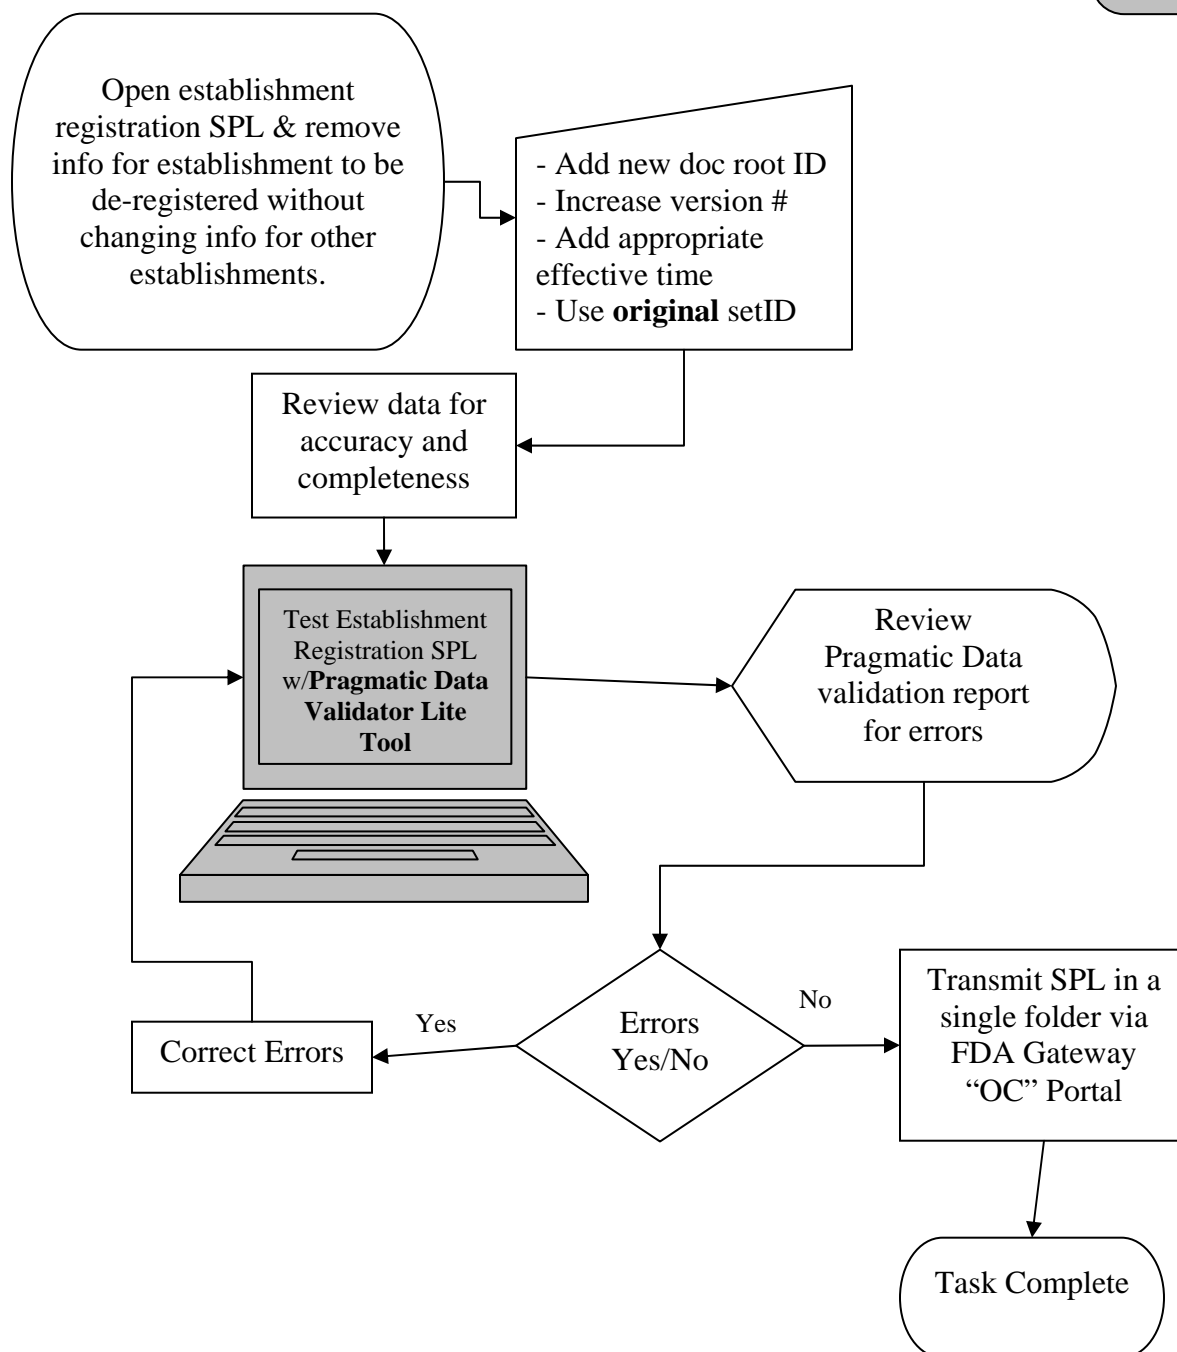 Open establishment
registration SPL & remove
info for establishment to be
de-registered without
changing info for other
establishments.
- Add new doc root ID
- Increase version #
- Add appropriate
effective time
- Use original setID
Review data for
accuracy and
completeness
Test Establishment
Registration SPL
w/Pragmatic Data
Validator Lite
Tool
Review
Pragmatic Data
validation report
for errors
Errors
Yes/No
Yes
No
Correct Errors
Transmit SPL in a
single folder via
FDA Gateway
“OC” Portal
Task Complete